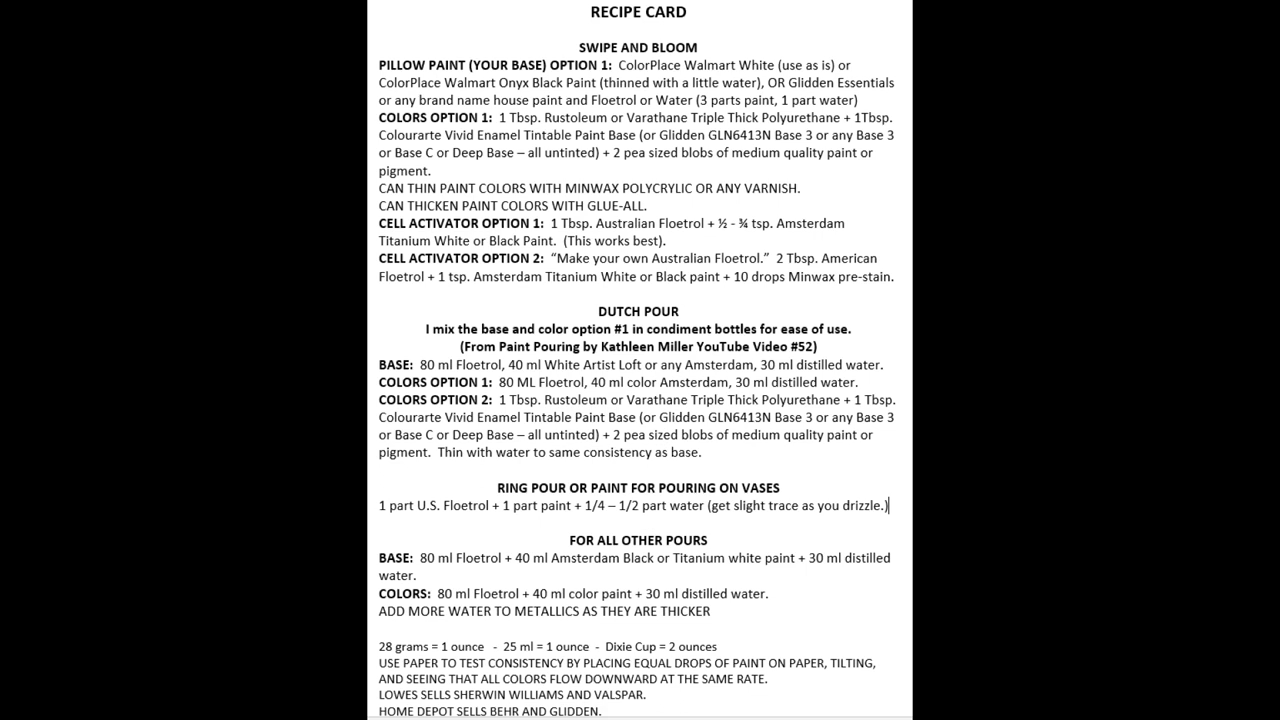 RECIPE CARD
SWIPE AND BLOOM
PILLOW PAINT (YOUR BASE) OPTION 1:  ColorPlace Walmart White (use as is) or
ColorPlace Walmart Onyx Black Paint (thinned with a little water), OR Glidden Essentials
or any brand name house paint and Floetrol or Water (3 parts paint, 1 part water)
COLORS OPTION 1:  1 Tbsp. Rustoleum or Varathane Triple Thick Polyurethane + 1Tbsp.
Colourarte Vivid Enamel Tintable Paint Base (or Glidden GLN6413N Base 3 or any Base 3
or Base C or Deep Base – all untinted) + 2 pea sized blobs of medium quality paint or
pigment.
CAN THIN PAINT COLORS WITH MINWAX POLYCRYLIC OR ANY VARNISH.
CAN THICKEN PAINT COLORS WITH GLUE-ALL.
CELL ACTIVATOR OPTION 1:  1 Tbsp. Australian Floetrol + ½ - ¾ tsp. Amsterdam
Titanium White or Black Paint.  (This works best).
CELL ACTIVATOR OPTION 2:  “Make your own Australian Floetrol.”  2 Tbsp. American
Floetrol + 1 tsp. Amsterdam Titanium White or Black paint + 10 drops Minwax pre-stain.
DUTCH POUR
I mix the base and color option #1 in condiment bottles for ease of use.
(From Paint Pouring by Kathleen Miller YouTube Video #52)
BASE:  80 ml Floetrol, 40 ml White Artist Loft or any Amsterdam, 30 ml distilled water.
COLORS OPTION 1:  80 ML Floetrol, 40 ml color Amsterdam, 30 ml distilled water.
COLORS OPTION 2:  1 Tbsp. Rustoleum or Varathane Triple Thick Polyurethane + 1 Tbsp.
Colourarte Vivid Enamel Tintable Paint Base (or Glidden GLN6413N Base 3 or any Base 3
or Base C or Deep Base – all untinted) + 2 pea sized blobs of medium quality paint or
pigment.  Thin with water to same consistency as base.
RING POUR OR PAINT FOR POURING ON VASES
1 part U.S. Floetrol + 1 part paint + 1/4 – 1/2 part water (get slight trace as you drizzle.)
FOR ALL OTHER POURS
BASE:  80 ml Floetrol + 40 ml Amsterdam Black or Titanium white paint + 30 ml distilled
water.
COLORS:  80 ml Floetrol + 40 ml color paint + 30 ml distilled water.
ADD MORE WATER TO METALLICS AS THEY ARE THICKER
28 grams = 1 ounce  -  25 ml = 1 ounce  -  Dixie Cup = 2 ounces
USE PAPER TO TEST CONSISTENCY BY PLACING EQUAL DROPS OF PAINT ON PAPER, TILTING,
AND SEEING THAT ALL COLORS FLOW DOWNWARD AT THE SAME RATE.
LOWES SELLS SHERWIN WILLIAMS AND VALSPAR.
HOME DEPOT SELLS BEHR AND GLIDDEN.